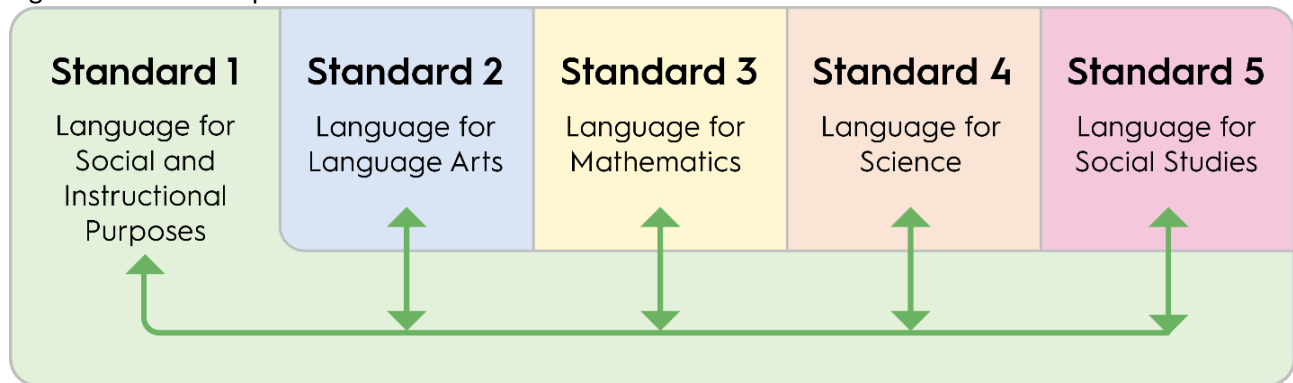 Standard 1
Language for
Social and
Instructional
Purposes
Standard 2
Language for
Language Arts
Standard 3
Language for
Mathematics
Standard 4
Language for
Science
Standard 5
Language for
Social Studies